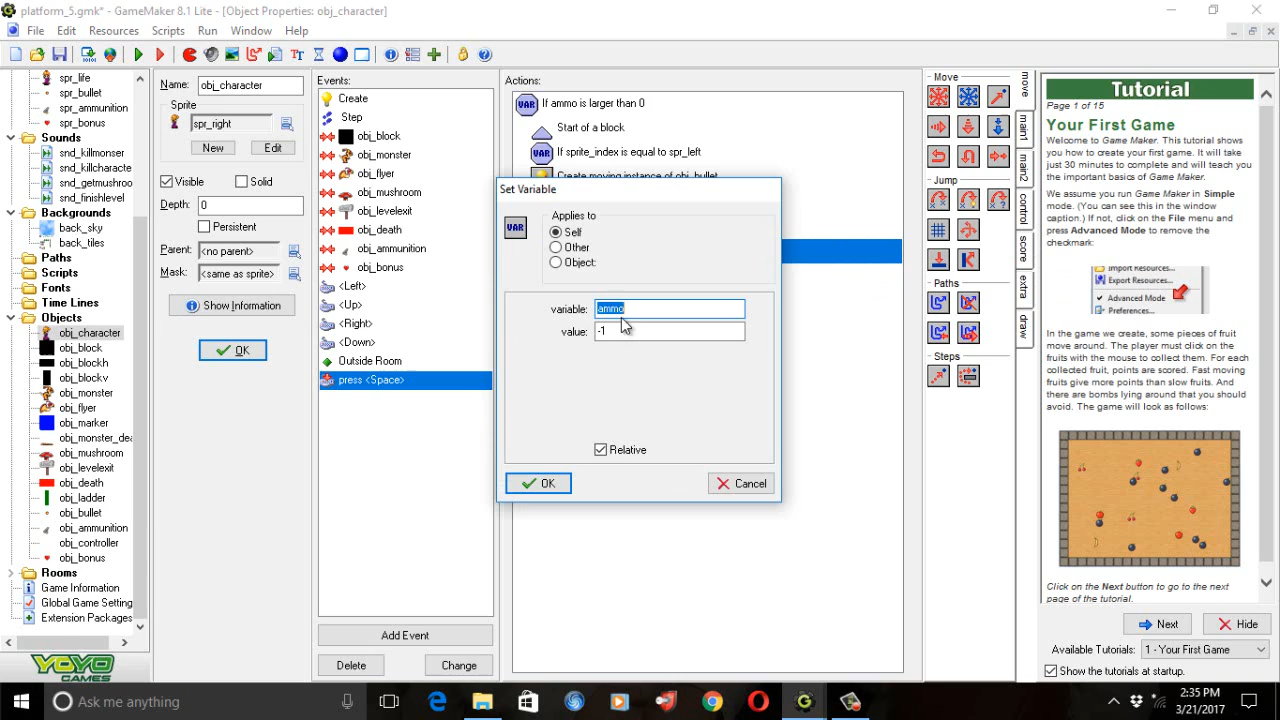 platform_5.gmk* - GameMaker 8.1 Lite - [Object Properties: obj_character]
File Edit Resources Scripts Run Window Help
spr_life
spr_bullet
spr_ammunition
spr_bonus
Sounds
snd_killmonser
snd_killcharacte
snd_getmushroo
snd_finishlevel
Backgrounds
back_sky
back_tiles
Paths
Scripts
Fonts
Time Lines
Objects
obj_character
obj_block
obj_blockh
obj_blockv
obj_monster
obj_flyer
obj_marker
obj_monster_dea
obj_mushroom
obj_levelexit
obj_death
obj_ladder
obj_bullet
obj_ammunition
obj_controller
obj_bonus
Rooms
Game Information
Global Game Setting
Extension Packages
YOYO
GAMES
Name: obj_character
Sprite
spr_right
New Edit
Visible Solid
Depth: 0
Persistent
Parent: <no parent>
Mask: <same as sprite>
Show Information
OK
Events:
Create
Step
obj_block
obj_monster
obj_flyer
obj_mushroom
obj_levelexit
obj_death
obj_ammunition
obj_bonus
<Left>
<Up>
<Right>
<Down>
Outside Room
press <Space>
Add Event
Delete Change
Actions:
VAR If ammo is larger than 0
Start of a block
VAR If sprite_index is equal to spr_left
Create moving instance of obj_bullet
Set Variable
VAR
Applies to
Self
Other
Object:
variable: ammo
value: -1
Relative
OK Cancel
Move
Jump
Paths
Steps
move
main1
main2
control
score
extra
draw
Tutorial
Page 1 of 15
Your First Game
Welcome to Game Maker. This tutorial
shows you how to create your first game. It will take
just 30 minutes to complete and will teach
you the important basics of Game Maker.
We assume you run Game Maker in Simple
mode. (You can see this in the window
caption.) If not, click on the File menu and
press Advanced Mode to remove the
checkmark:
Import Resources...
Export Resources...
Advanced Mode
Preferences...
In the game we create, some pieces of fruit
move around. The player must click on the
fruits with the mouse to collect them. For each
collected fruit, points are scored. Fast moving
fruits give more points than slow fruits. And
there are bombs lying around that you should
avoid. The game will look as follows:
Click on the Next button to go to the next
page of the tutorial.
Next Hide
Available Tutorials: 1 - Your First Game
Show the tutorials at startup.
Ask me anything
2:35 PM
3/21/2017